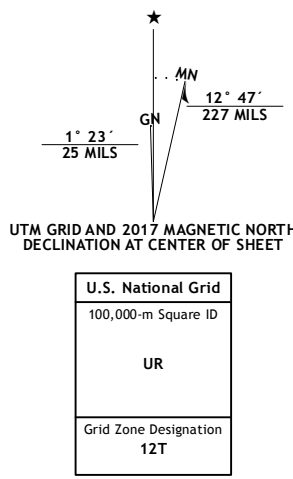 ★
MN
GN
12° 47´
227 MILS
1° 23´
25 MILS
UTM GRID AND 2017 MAGNETIC NORTH
DECLINATION AT CENTER OF SHEET
U.S. National Grid
100,000-m Square ID
UR
Grid Zone Designation
12T